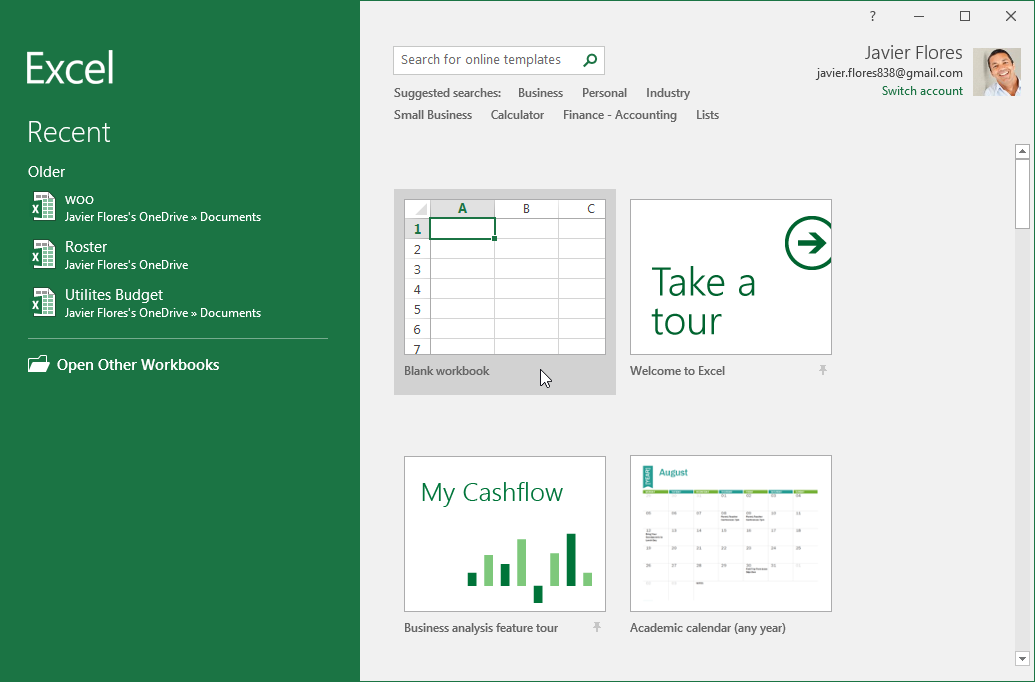 ?
Excel
Recent
Older
woo
Javier Flores's OneDrive » Documents
Roster
Javier Flores's OneDrive
Utilites Budget
Javier Flores's OneDrive » Documents
Open Other Workbooks
Search for online templates
Javier Flores
javier.flores838@gmail.com
Switch account
Suggested searches: Business Personal Industry
Small Business Calculator Finance - Accounting Lists
A B C
1
2
3
4
5
6
7
Blank workbook
Take a
tour
Welcome to Excel
My Cashflow
Business analysis feature tour
[YEAR]
August
Academic calendar (any year)